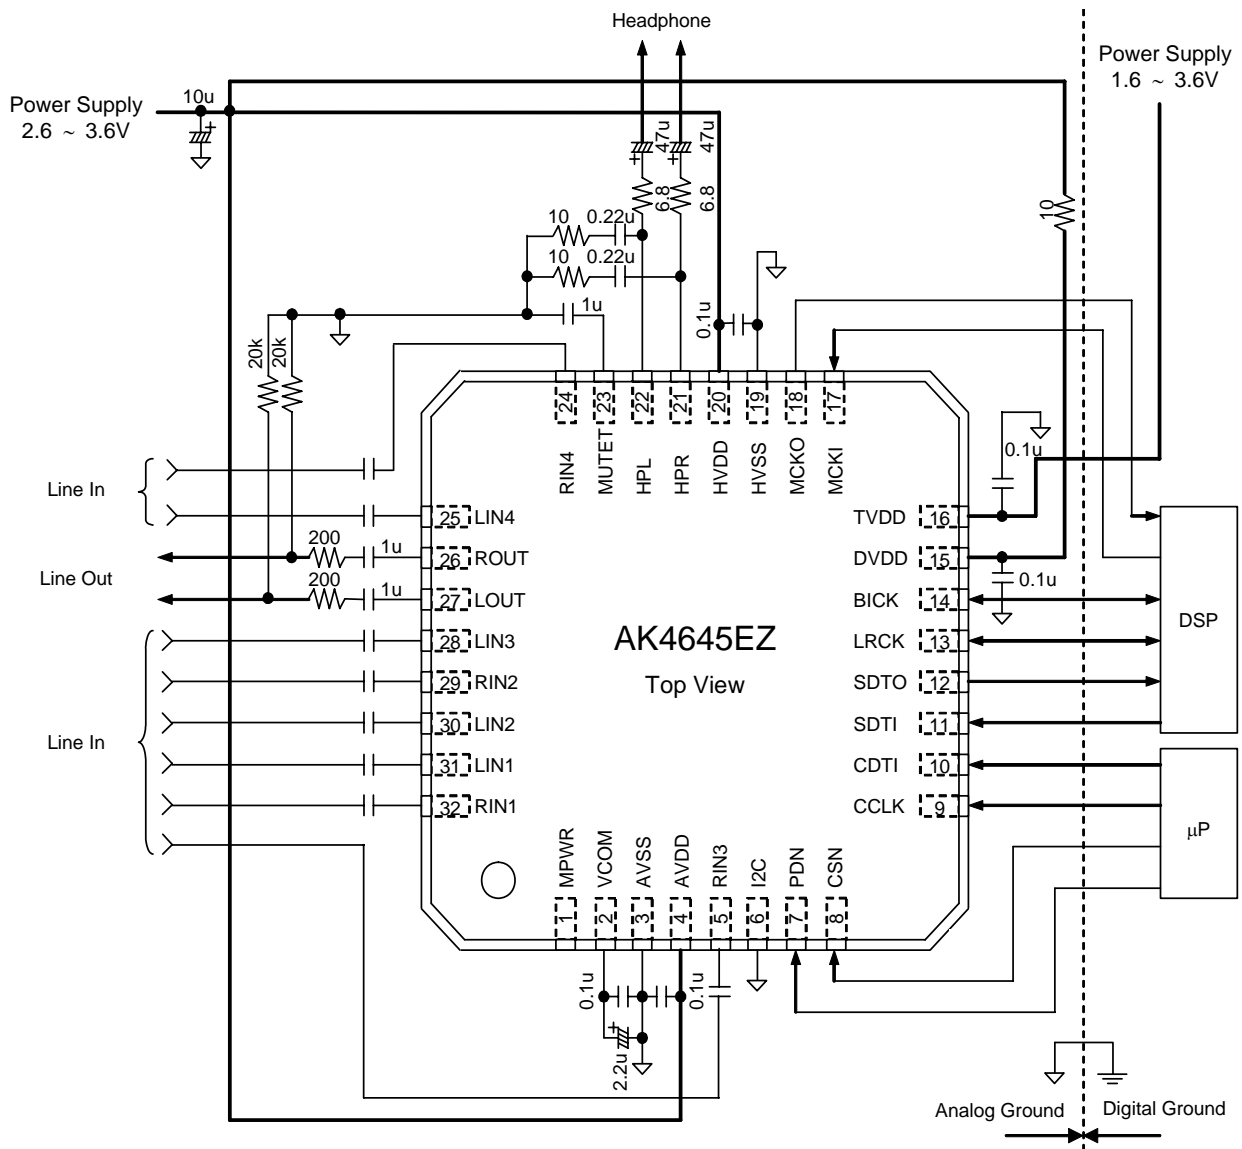 Headphone
Power Supply
1.6 ~ 3.6V
Power Supply
2.6 ~ 3.6V
10u
+
+
47u
+
47u
6.8
6.8
10
10
0.22u
10
0.22u
1u
0.1u
20k
20k
24
23
22
21
20
19
18
17
RIN4
MUTET
HPL
HPR
HVDD
HVSS
MCKO
MCKI
0.1u
Line In
25 LIN4
TVDD 16
200
1u
26 ROUT
DVDD 15
0.1u
Line Out
200
1u
27 LOUT
BICK 14
DSP
28 LIN3
AK4645EZ
LRCK 13
29 RIN2
Top View
SDTO 12
30 LIN2
SDTI 11
Line In
31 LIN1
CDTI 10
32 RIN1
CCLK 9
µP
MPWR
VCOM
AVSS
AVDD
RIN3
I2C
PDN
CSN
1
2
3
4
5
6
7
8
0.1u
0.1u
+
2.2u
Analog Ground
Digital Ground